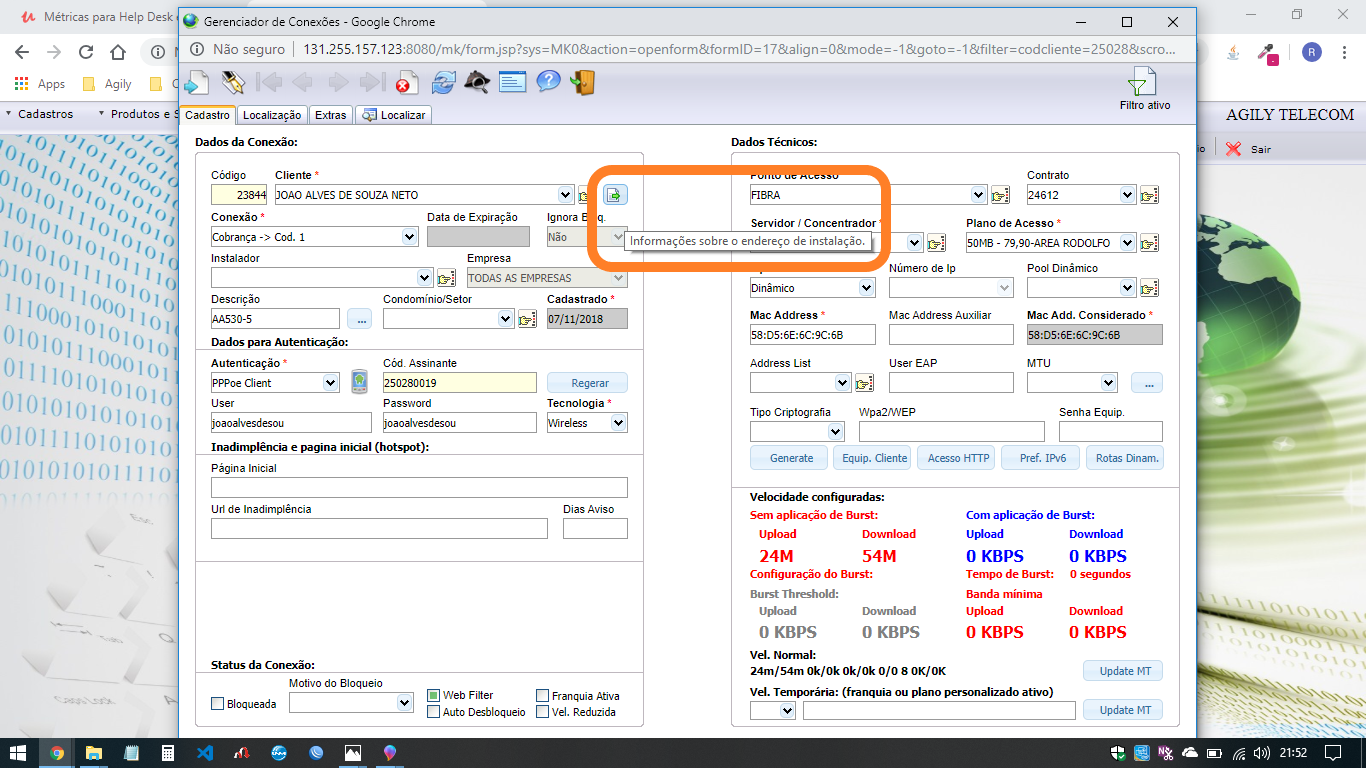 Métricas para Help Desk
Gerenciador de Conexões - Google Chrome
Não seguro
131.255.157.123:8080/mk/form.jsp?sys=MK0&action=openform&formID=17&align=0&mode=-1&goto=-1&filter=codcliente=25028&scro...
R
Apps
Agily
Filtro ativo
Cadastros
Produtos e S
AGILY TELECOM
Sair
Cadastro
Localização
Extras
Localizar
Dados da Conexão:
Dados Técnicos:
Código
Cliente *
Ponto de Acesso
Contrato
23844
JOAO ALVES DE SOUZA NETO
FIBRA
24612
Conexão *
Data de Expiração
Ignora Bloq.
Servidor / Concentrador *
Plano de Acesso *
Cobrança -> Cod. 1
Não
Informações sobre o endereço de instalação.
50MB - 79,90-AREA RODOLFO
Instalador
Empresa
Número de Ip
Pool Dinâmico
TODAS AS EMPRESAS
Dinâmico
Descrição
Condomínio/Setor
Cadastrado *
Mac Address *
Mac Address Auxiliar
Mac Add. Considerado *
AA530-5
...
07/11/2018
58:D5:6E:6C:9C:6B
58:D5:6E:6C:9C:6B
Dados para Autenticação:
Autenticação *
Cód. Assinante
Address List
User EAP
MTU
PPPoe Client
250280019
Regerar
...
User
Password
Tecnologia *
Tipo Criptografia
Wpa2/WEP
Senha Equip.
joaoalvesdesou
joaoalvesdesou
Wireless
Inadimplência e pagina inicial (hotspot):
Generate
Equip. Cliente
Acesso HTTP
Pref. IPv6
Rotas Dinam.
Página Inicial
Url de Inadimplência
Dias Aviso
Velocidade configuradas:
Sem aplicação de Burst:
Com aplicação de Burst:
Upload
Download
Upload
Download
24M
54M
0 KBPS
0 KBPS
Configuração do Burst:
Tempo de Burst:
0 segundos
Burst Threshold:
Banda mínima
Upload
Download
Upload
Download
0 KBPS
0 KBPS
0 KBPS
0 KBPS
Vel. Normal:
24m/54m 0k/0k 0k/0k 0/0 8 0K/0K
Update MT
Status da Conexão:
Motivo do Bloqueio
Bloqueada
Web Filter
Franquia Ativa
Auto Desbloqueio
Vel. Reduzida
Vel. Temporária: (franquia ou plano personalizado ativo)
Update MT
21:52